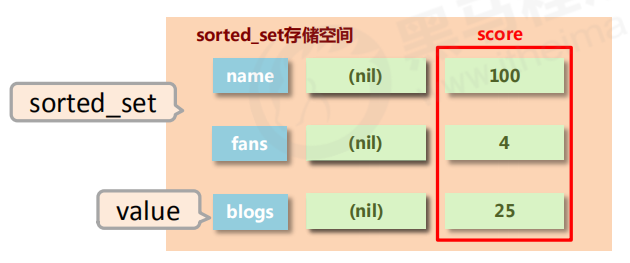 sorted_set存储空间 score
name (nil) 100
sorted_set
fans (nil) 4
value blogs (nil) 25